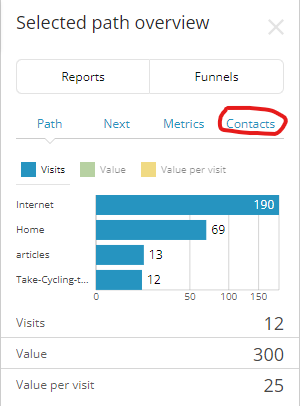 Selected path overview
Reports Funnels
Path Next Metrics Contacts
Visits Value Value per visit
Internet 190
Home 69
articles 13
Take-Cycling-t... 12
0 50 100 150
Visits 12
Value 300
Value per visit 25